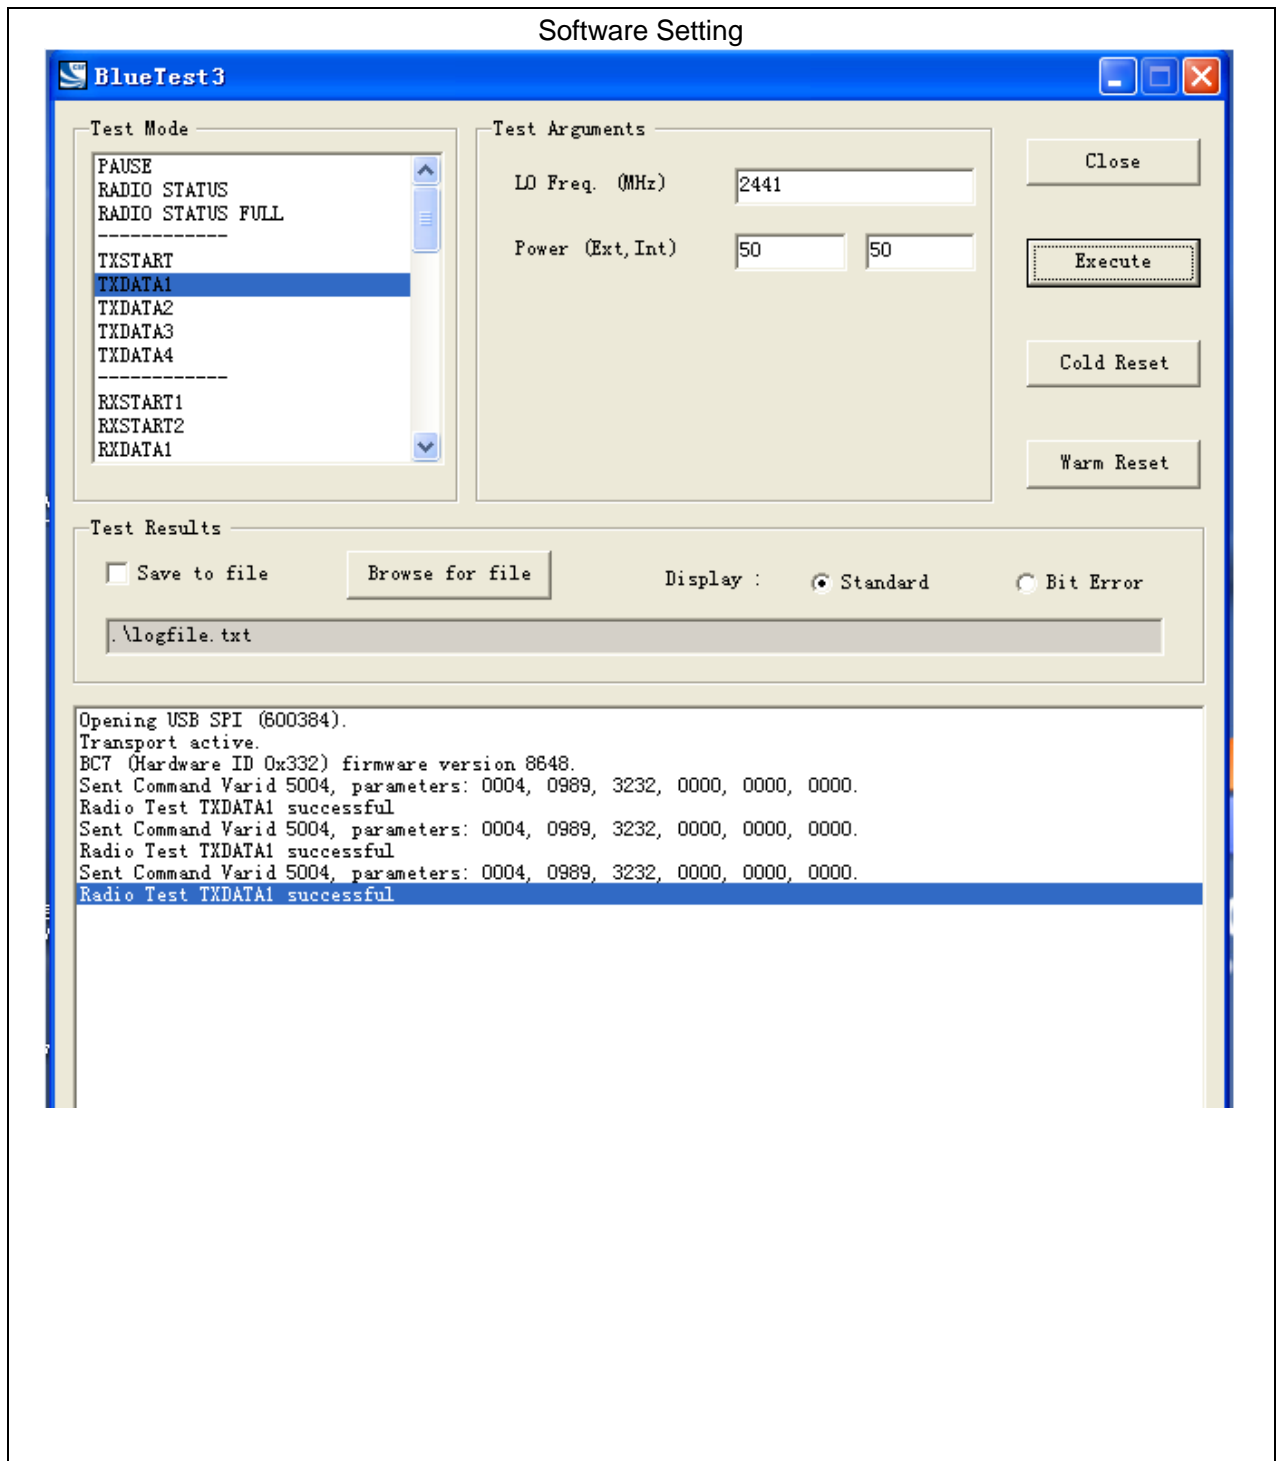 Software Setting
BlueTest3
Test Mode
PAUSE
RADIO STATUS
RADIO STATUS FULL
------------
TXSTART
TXDATA1
TXDATA2
TXDATA3
TXDATA4
------------
RXSTART1
RXSTART2
RXDATA1
Test Arguments
LO Freq. (MHz) 2441
Power (Ext,Int) 50 50
Close
Execute
Cold Reset
Warm Reset
Test Results
Save to file Browse for file Display : Standard Bit Error
.\logfile.txt
Opening USB SPI (600384).
Transport active.
BC7 (Hardware ID 0x332) firmware version 8648.
Sent Command Varid 5004, parameters: 0004, 0989, 3232, 0000, 0000, 0000.
Radio Test TXDATA1 successful
Sent Command Varid 5004, parameters: 0004, 0989, 3232, 0000, 0000, 0000.
Radio Test TXDATA1 successful
Sent Command Varid 5004, parameters: 0004, 0989, 3232, 0000, 0000, 0000.
Radio Test TXDATA1 successful